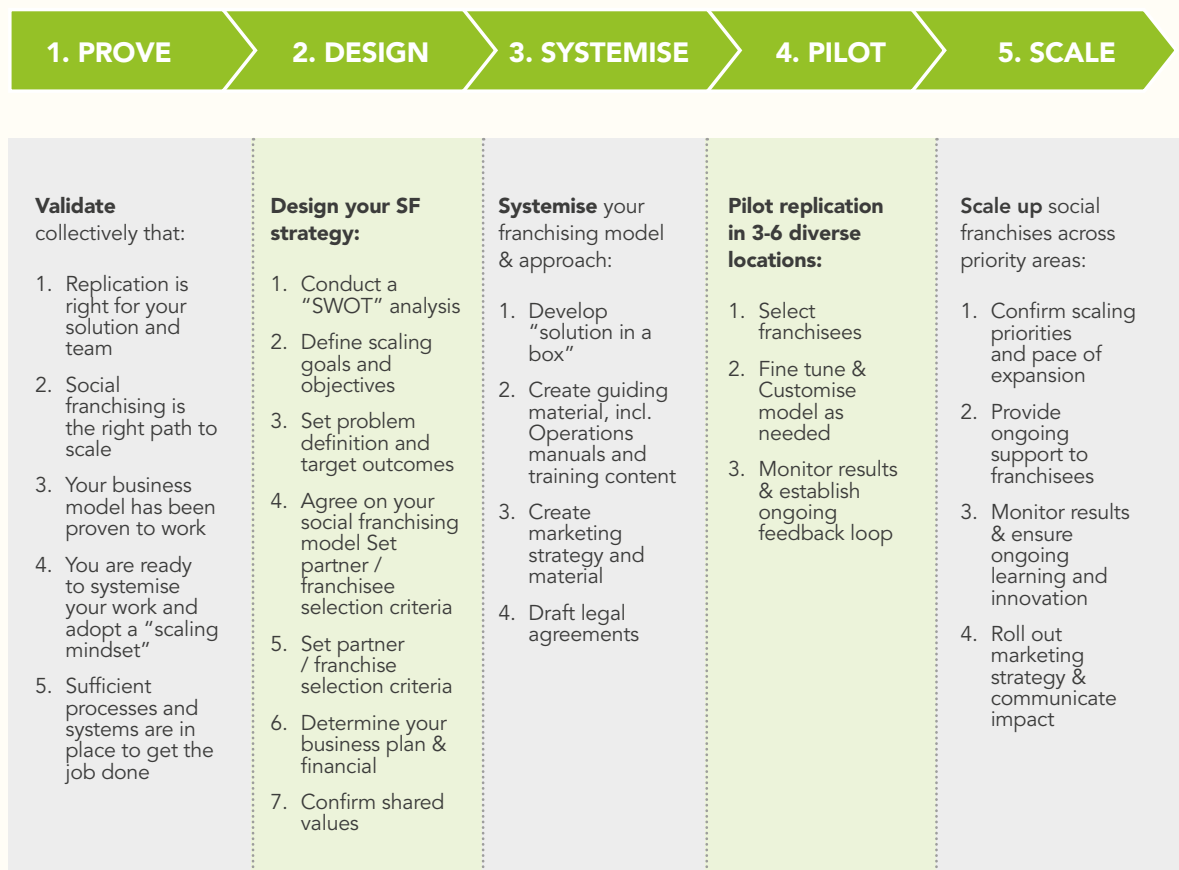 1. PROVE
2. DESIGN
3. SYSTEMISE
4. PILOT
5. SCALE
Validate
collectively that:
1. Replication is
right for your
solution and
team
2. Social
franchising is
the right path to
scale
3. Your business
model has been
proven to work
4. You are ready
to systemise
your work and
adopt a “scaling
mindset”
5. Sufficient
processes and
systems are in
place to get the
job done
Design your SF
strategy:
1. Conduct a
“SWOT” analysis
2. Define scaling
goals and
objectives
3. Set problem
definition and
target outcomes
4. Agree on your
social franchising
model Set
partner /
franchisee
selection criteria
5. Set partner
/ franchise
selection criteria
6. Determine your
business plan &
financial
7. Confirm shared
values
Systemise your
franchising model
& approach:
1. Develop
“solution in a
box”
2. Create guiding
material, incl.
Operations
manuals and
training content
3. Create
marketing
strategy and
material
4. Draft legal
agreements
Pilot replication
in 3-6 diverse
locations:
1. Select
franchisees
2. Fine tune &
Customise
model as
needed
3. Monitor results
& establish
ongoing
feedback loop
Scale up social
franchises across
priority areas:
1. Confirm scaling
priorities
and pace of
expansion
2. Provide
ongoing
support to
franchisees
3. Monitor results
& ensure
ongoing
learning and
innovation
4. Roll out
marketing
strategy &
communicate
impact